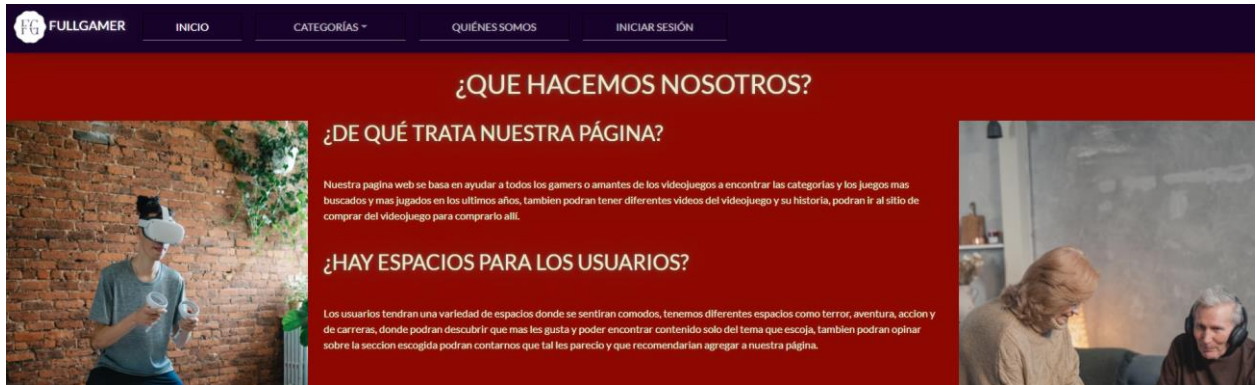 FG FULLGAMER INICIO CATEGORÍAS QUIÉNES SOMOS INICIAR SESIÓN
¿QUE HACEMOS NOSOTROS?
¿DE QUÉ TRATA NUESTRA PÁGINA?
Nuestra pagina web se basa en ayudar a todos los gamers o amantes de los videojuegos a encontrar las categorias y los juegos mas
buscados y mas jugados en los ultimos años, tambien podran tener diferentes videos del videojuego y su historia, podran ir al sitio de
comprar del videojuego para comprarlo allí.
¿HAY ESPACIOS PARA LOS USUARIOS?
Los usuarios tendran una variedad de espacios donde se sentiran comodos, tenemos diferentes espacios como terror, aventura, accion y
de carreras, donde podran descubrir que mas les gusta y poder encontrar contenido solo del tema que escoja, tambien podran opinar
sobre la seccion escogida podran contarnos que tal les parecio y que recomendarian agregar a nuestra página.